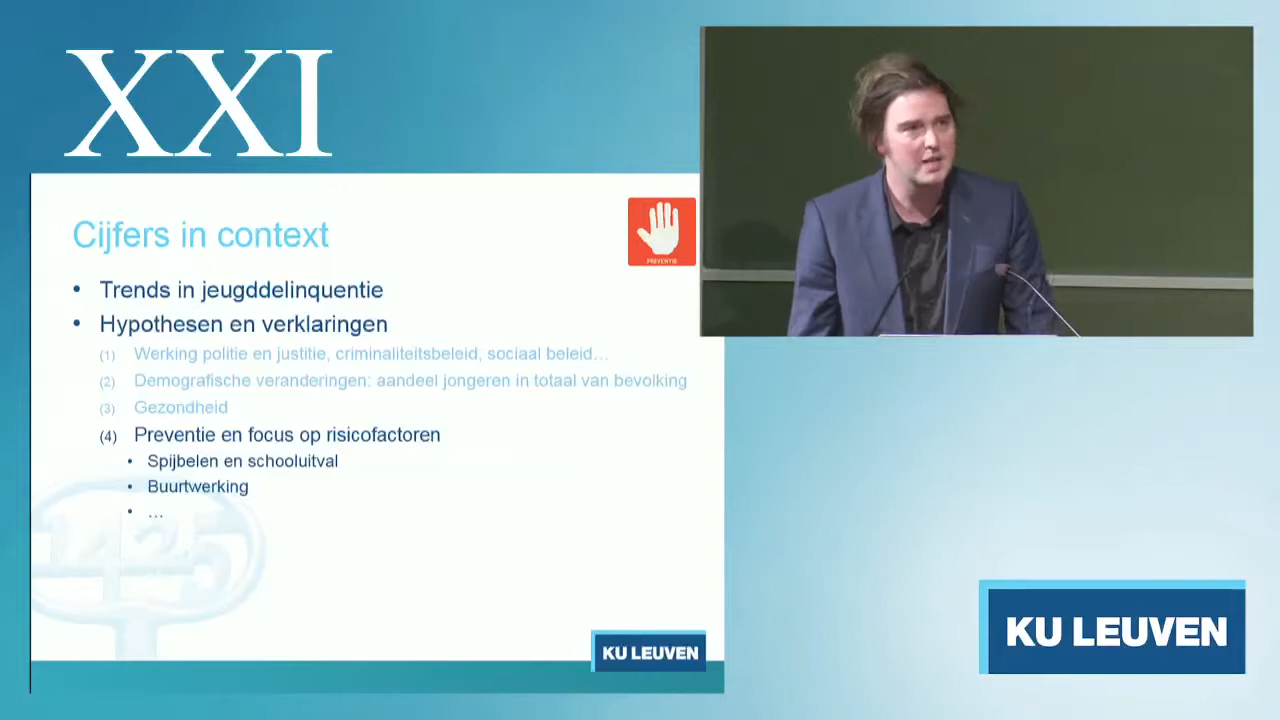 XXI
Cijfers in context
PREVENTIE
• Trends in jeugddelinquentie
• Hypothesen en verklaringen
(1) Werking politie en justitie, criminaliteitsbeleid, sociaal beleid…
(2) Demografische veranderingen: aandeel jongeren in totaal van bevolking
(3) Gezondheid
(4) Preventie en focus op risicofactoren
• Spijbelen en schooluitval
• Buurtwerking
• …
1425
KU LEUVEN
KU LEUVEN